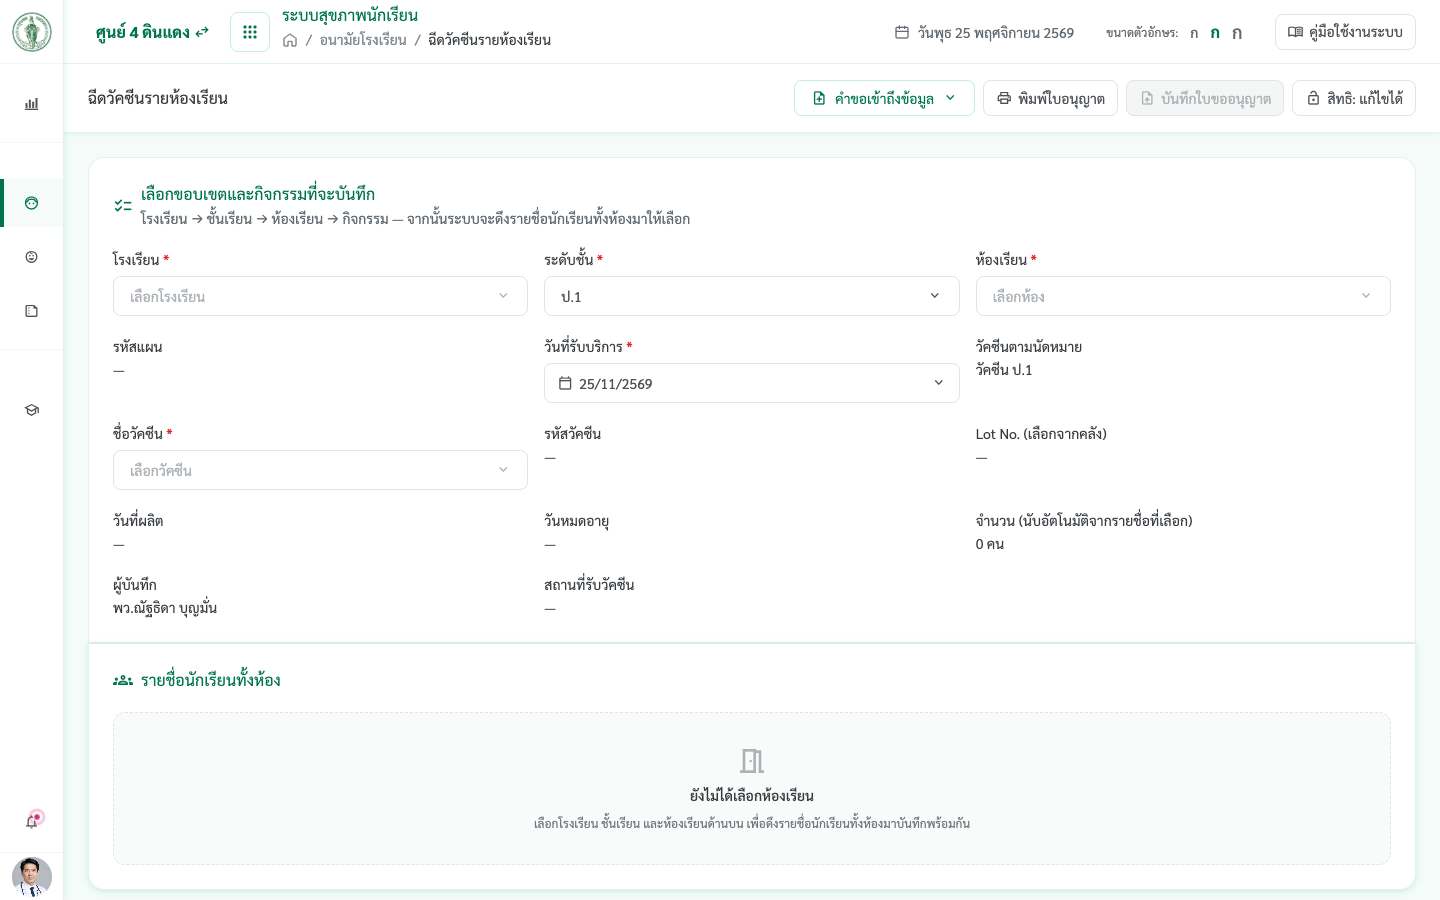 ศูนย์ 4 ดินแดง
ระบบสุขภาพนักเรียน
/ อนามัยโรงเรียน / ฉีดวัคซีนรายห้องเรียน
วันพุธ 25 พฤศจิกายน 2569
ขนาดตัวอักษร: ก ก ก
คู่มือใช้งานระบบ
ฉีดวัคซีนรายห้องเรียน
คำขอเข้าถึงข้อมูล
พิมพ์ใบอนุญาต
บันทึกใบขออนุญาต
สิทธิ: แก้ไขได้
เลือกขอบเขตและกิจกรรมที่จะบันทึก
โรงเรียน → ชั้นเรียน → ห้องเรียน → กิจกรรม — จากนั้นระบบจะดึงรายชื่อนักเรียนทั้งห้องมาให้เลือก
โรงเรียน *
เลือกโรงเรียน
ระดับชั้น *
ป.1
ห้องเรียน *
เลือกห้อง
รหัสแผน
—
วันที่รับบริการ *
25/11/2569
วัคซีนตามนัดหมาย
วัคซีน ป.1
ชื่อวัคซีน *
เลือกวัคซีน
รหัสวัคซีน
—
Lot No. (เลือกจากคลัง)
—
วันที่ผลิต
—
วันหมดอายุ
—
จำนวน (นับอัตโนมัติจากรายชื่อที่เลือก)
0 คน
ผู้บันทึก
พว.ณัฐธิดา บุญมั่น
สถานที่รับวัคซีน
—
รายชื่อนักเรียนทั้งห้อง
ยังไม่ได้เลือกห้องเรียน
เลือกโรงเรียน ชั้นเรียน และห้องเรียนด้านบน เพื่อดึงรายชื่อนักเรียนทั้งห้องมาบันทึกพร้อมกัน